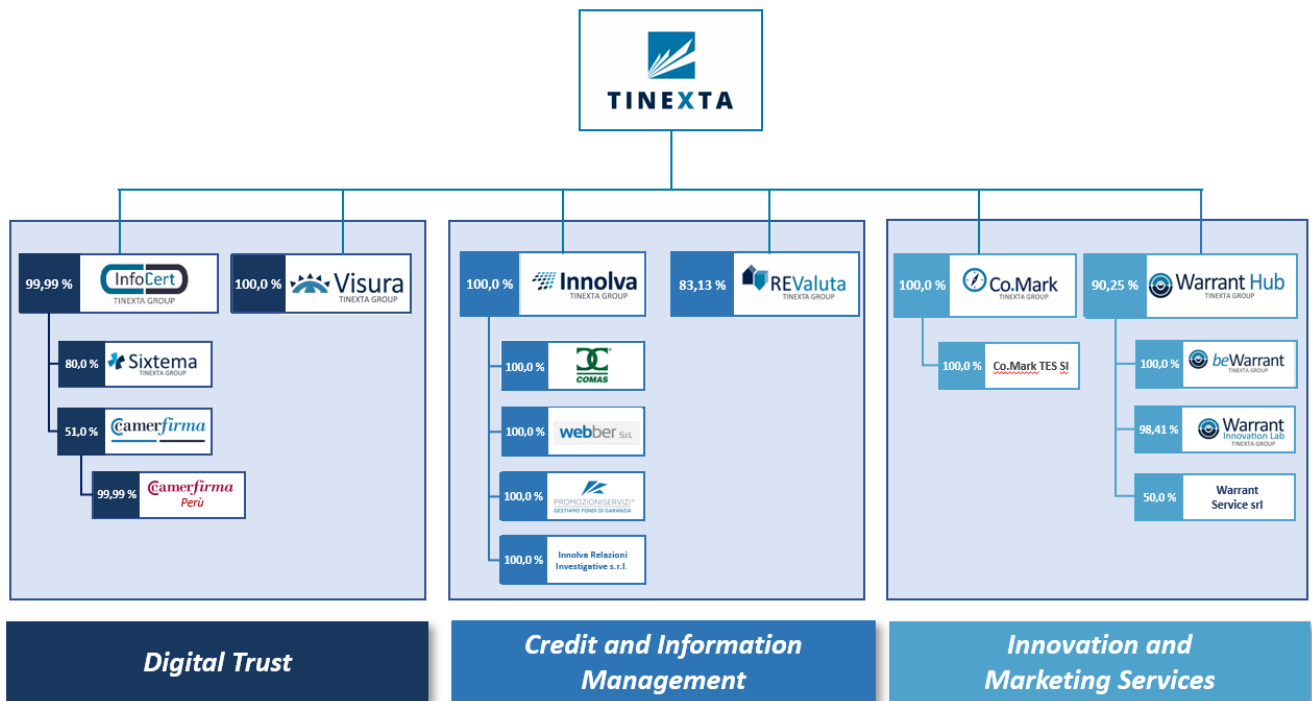 TINEXTA
99,99 %
InfoCert
TINEXTA GROUP
100,0 %
Visura
TINEXTA GROUP
80,0 %
Sixtema
TINEXTA GROUP
51,0 %
Camerfirma
99,99 %
Camerfirma
Perù
100,0 %
Innolva
TINEXTA GROUP
83,13 %
REValuta
TINEXTA GROUP
100,0 %
COMAS
100,0 %
webber S.r.l.
100,0 %
PROMOZIONISERVIZI®
GESTIAMO FONDI DI GARANZIA
100,0 %
Innolva Relazioni
Investigative s.r.l.
100,0 %
Co.Mark
TINEXTA GROUP
90,25 %
Warrant Hub
TINEXTA GROUP
100,0 %
Co.Mark TES Sl
100,0 %
beWarrant
TINEXTA GROUP
98,41 %
Warrant
Innovation Lab
TINEXTA GROUP
50,0 %
Warrant
Service srl
Digital Trust
Credit and Information
Management
Innovation and
Marketing Services